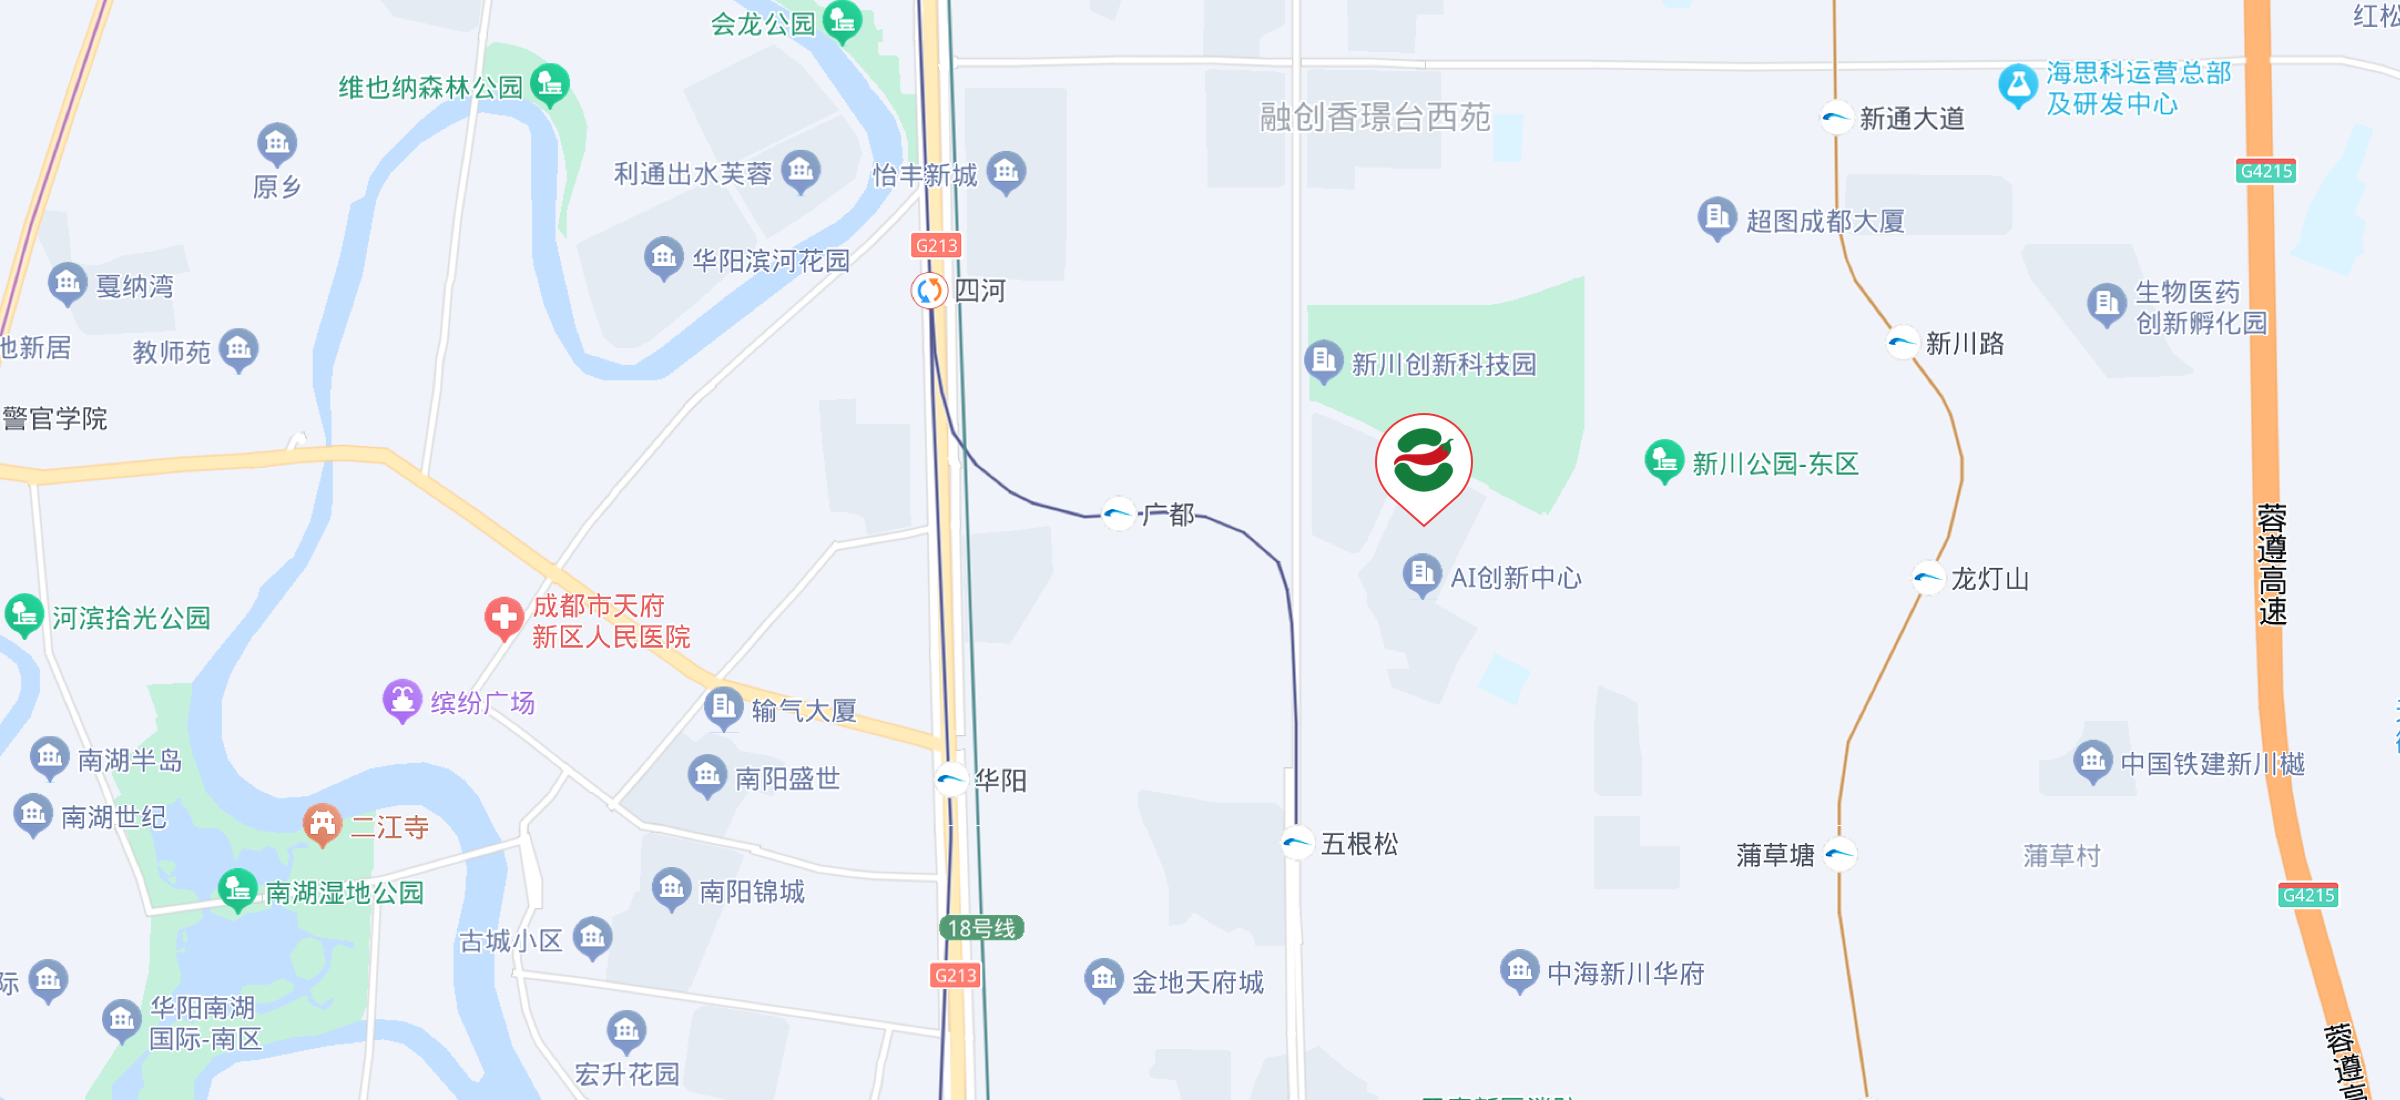 会龙公园
红松
维也纳森林公园
海思科运营总部
及研发中心
融创香璟台西苑
新通大道
原乡
利通出水芙蓉
怡丰新城
G4215
超图成都大厦
G213
华阳滨河花园
戛纳湾
四河
生物医药
创新孵化园
也新居
教师苑
新川创新科技园
新川路
警官学院
新川公园-东区
广都
蓉遵高速
AI创新中心
龙灯山
河滨拾光公园
成都市天府
新区人民医院
缤纷广场
输气大厦
南湖半岛
南阳盛世
华阳
中国铁建新川樾
南湖世纪
二江寺
五根松
蒲草塘
蒲草村
南湖湿地公园
南阳锦城
G4215
18号线
古城小区
G213
际
金地天府城
中海新川华府
华阳南湖
国际-南区
宏升花园
蓉遵高